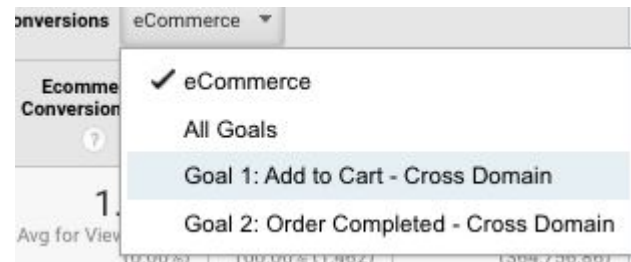 onversions eCommerce
eCommerce
Ecomme
All Goals
Conversion
?
Goal 1: Add to Cart - Cross Domain
1.
Goal 2: Order Completed - Cross Domain
Avg for View